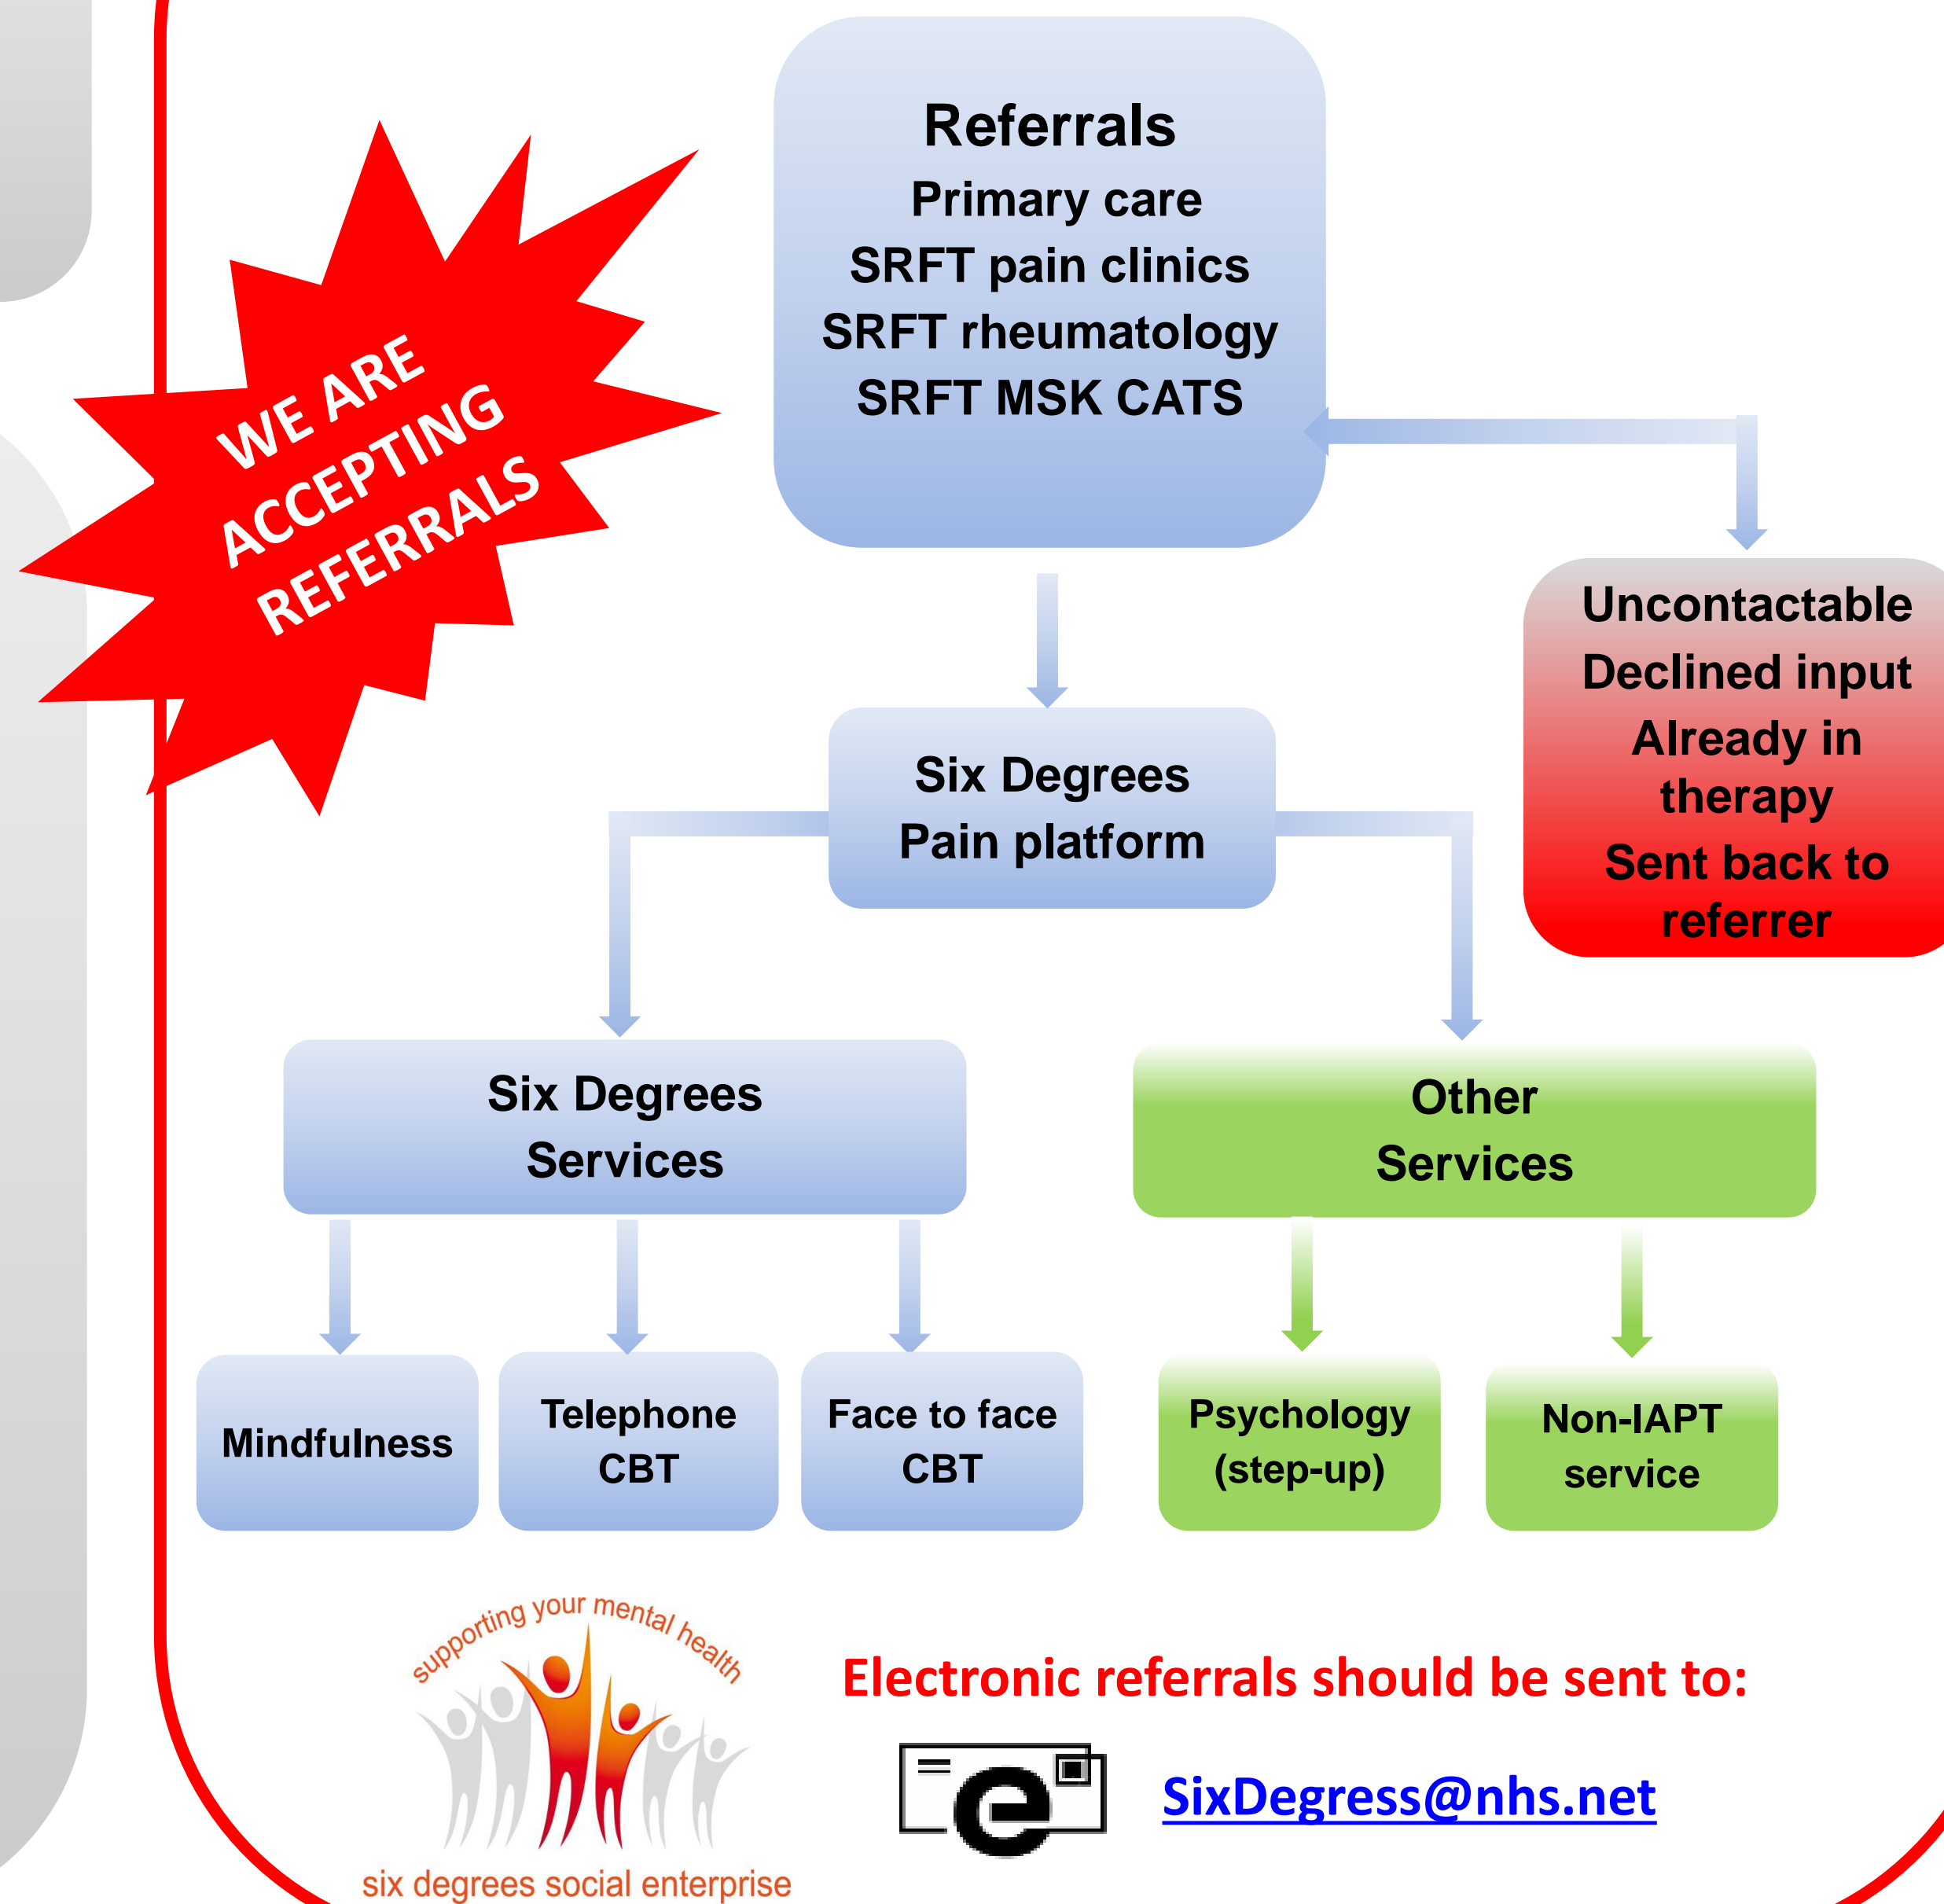 WE ARE
ACCEPTING
REFERRALS
Referrals
Primary care
SRFT pain clinics
SRFT rheumatology
SRFT MSK CATS
Uncontactable
Declined input
Already in
therapy
Sent back to
referrer
Six Degrees
Pain platform
Six Degrees
Services
Other
Services
Mindfulness
Telephone
CBT
Face to face
CBT
Psychology
(step-up)
Non-IAPT
service
supporting your mental health
six degrees social enterprise
Electronic referrals should be sent to:
e
SixDegress@nhs.net